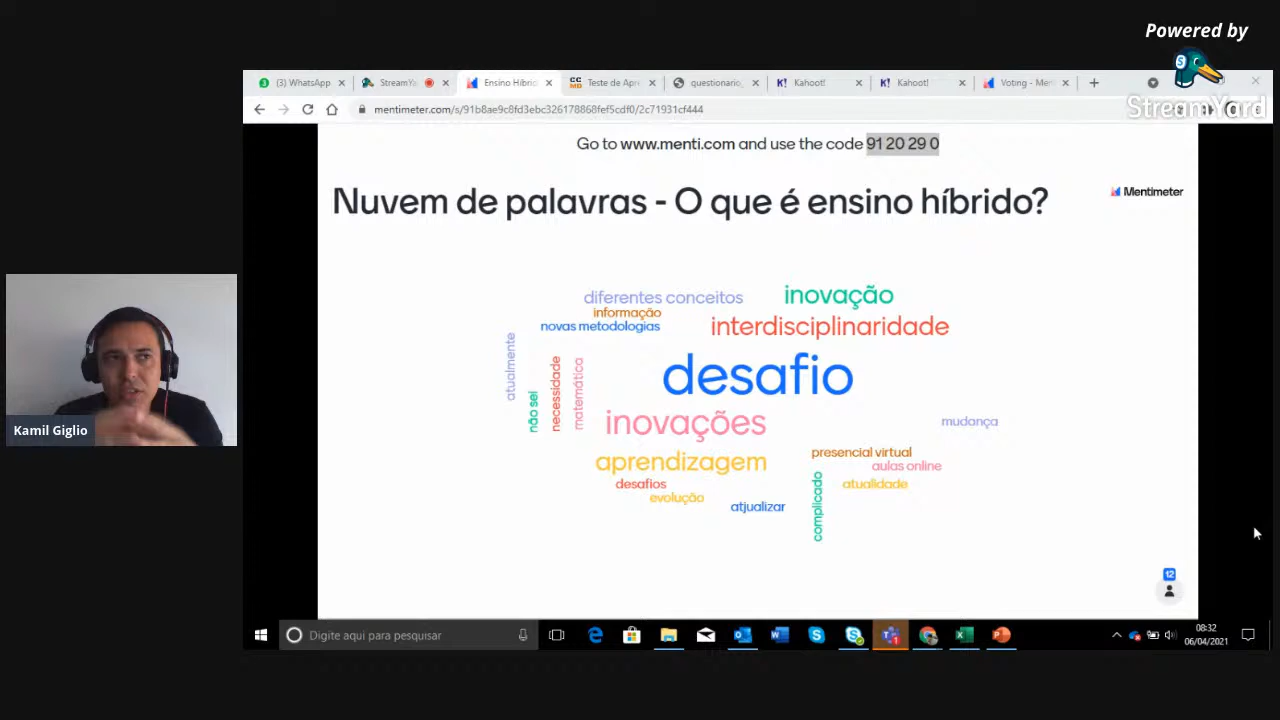 Powered by
StreamYard
(3) WhatsApp
StreamYa
Ensino Híbrid
Teste de Apre
questionario_
Kahoot!
Kahoot!
Voting - Men
mentimeter.com/s/91b8ae9c8fd3ebc326178868fef5cdf0/2c71931cf444
Go to www.menti.com and use the code 91 20 29 0
Nuvem de palavras - O que é ensino híbrido?
Mentimeter
diferentes conceitos
inovação
informação
novas metodologias
interdisciplinaridade
atualmente
não sei
necessidade
matemática
desafio
inovações
mudança
aprendizagem
presencial virtual
aulas online
desafios
atualidade
evolução
atjualizar
complicado
Kamil Giglio
12
Digite aqui para pesquisar
08:32
06/04/2021